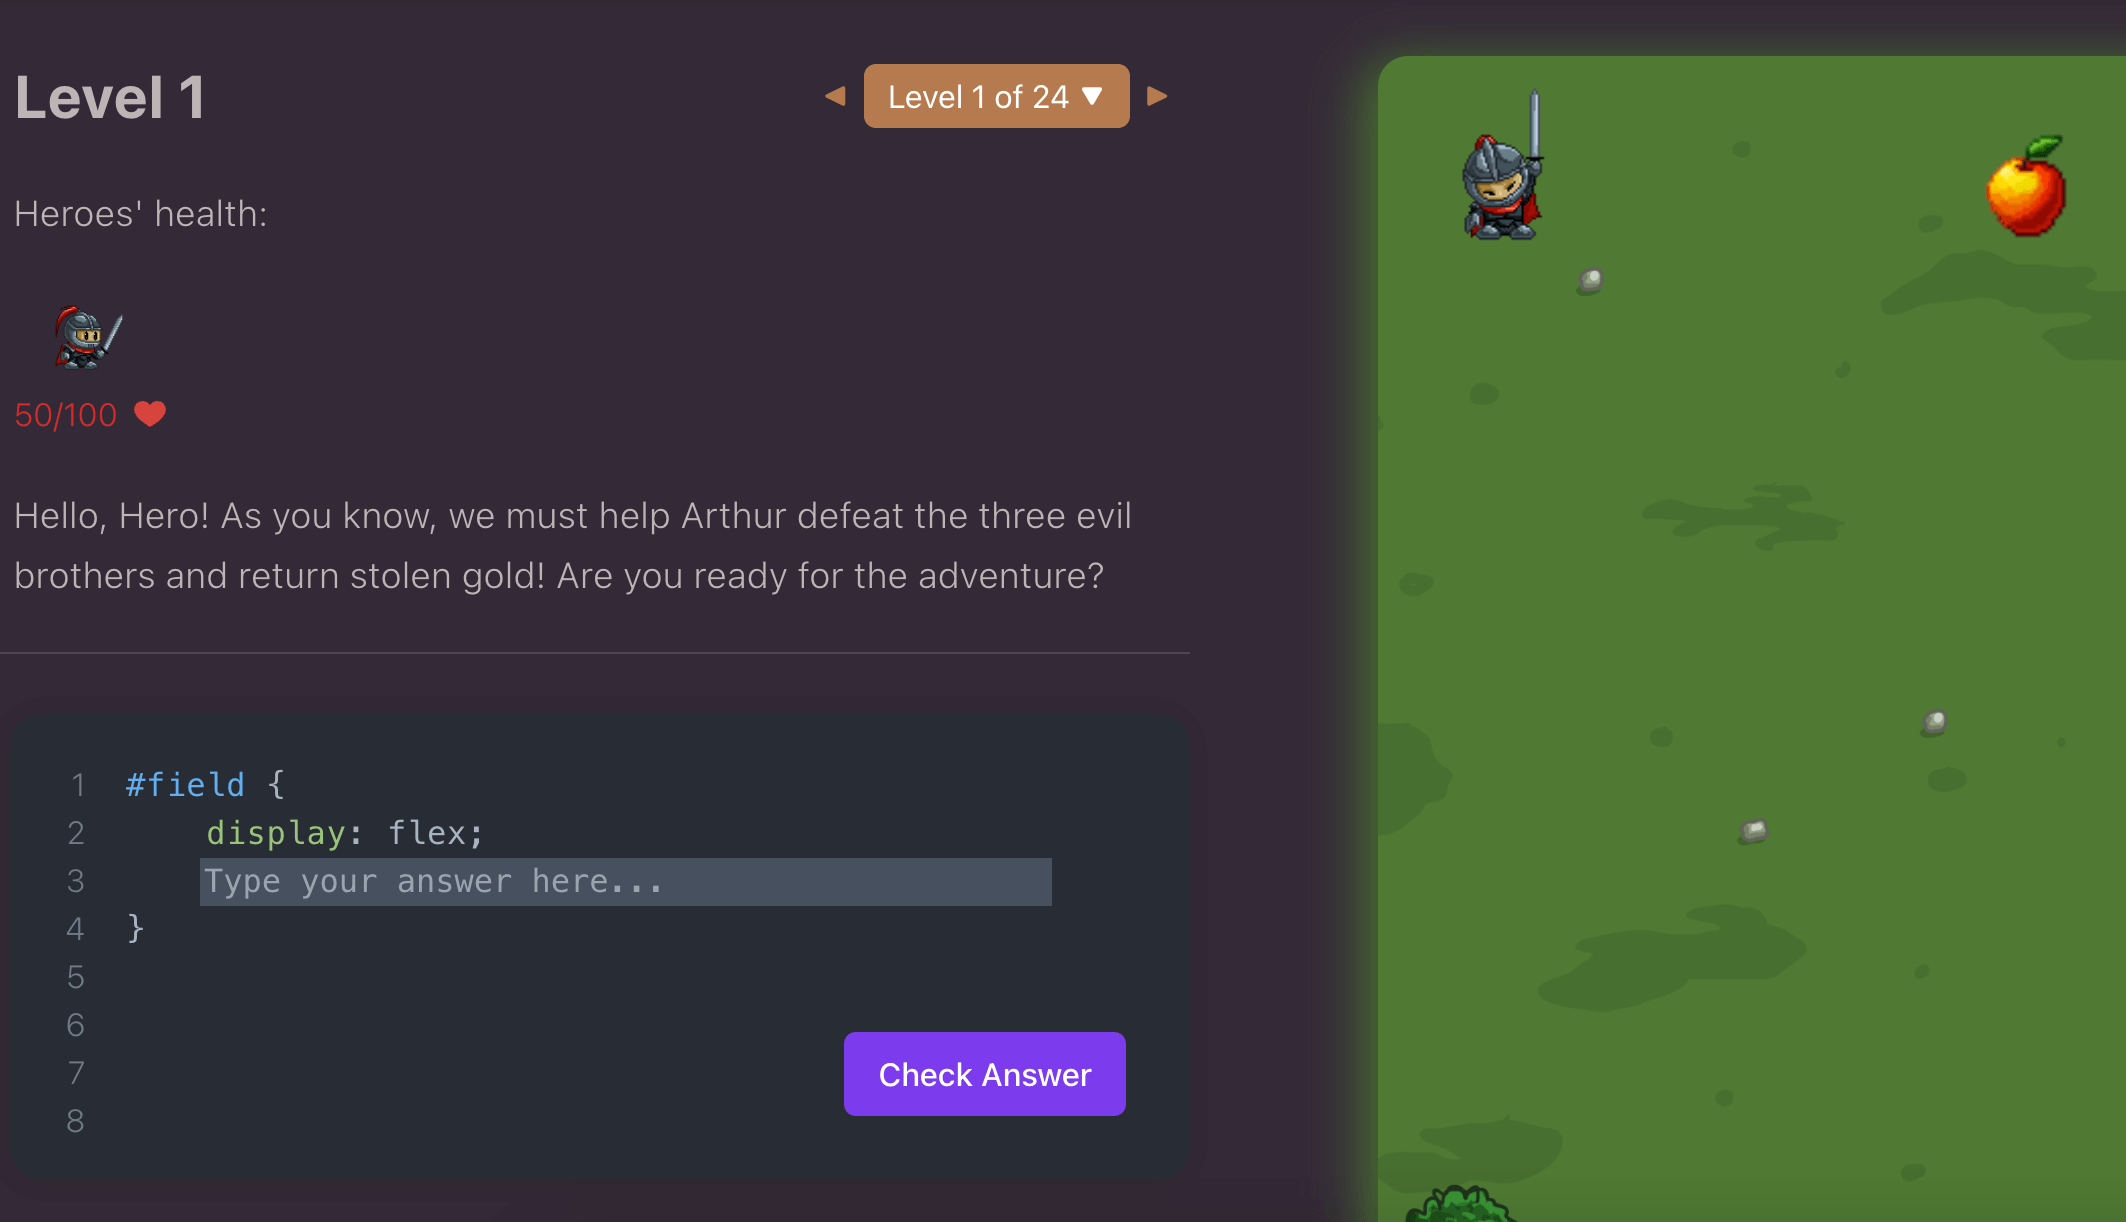 Level 1
◀ Level 1 of 24 ▼ ▶
Heroes' health:
50/100 ❤
Hello, Hero! As you know, we must help Arthur defeat the three evil
brothers and return stolen gold! Are you ready for the adventure?
1 #field {
2 display: flex;
3 Type your answer here...
4 }
5
6
7
8
Check Answer